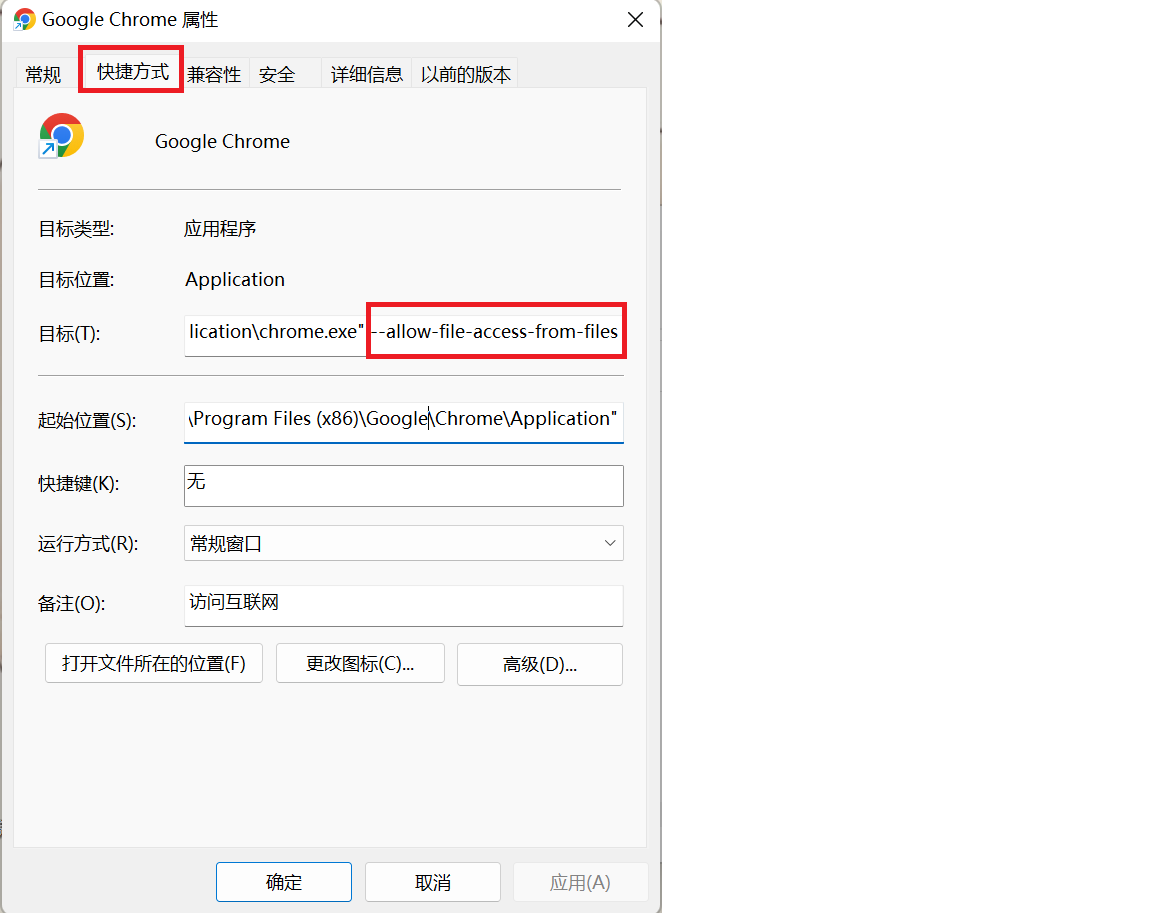 Google Chrome 属性
常规 快捷方式 兼容性 安全 详细信息 以前的版本
Google Chrome
目标类型: 应用程序
目标位置: Application
目标(T): lication\chrome.exe" --allow-file-access-from-files
起始位置(S): \Program Files (x86)\Google\Chrome\Application"
快捷键(K): 无
运行方式(R): 常规窗口
备注(O): 访问互联网
打开文件所在的位置(F) 更改图标(C)... 高级(D)...
确定 取消 应用(A)